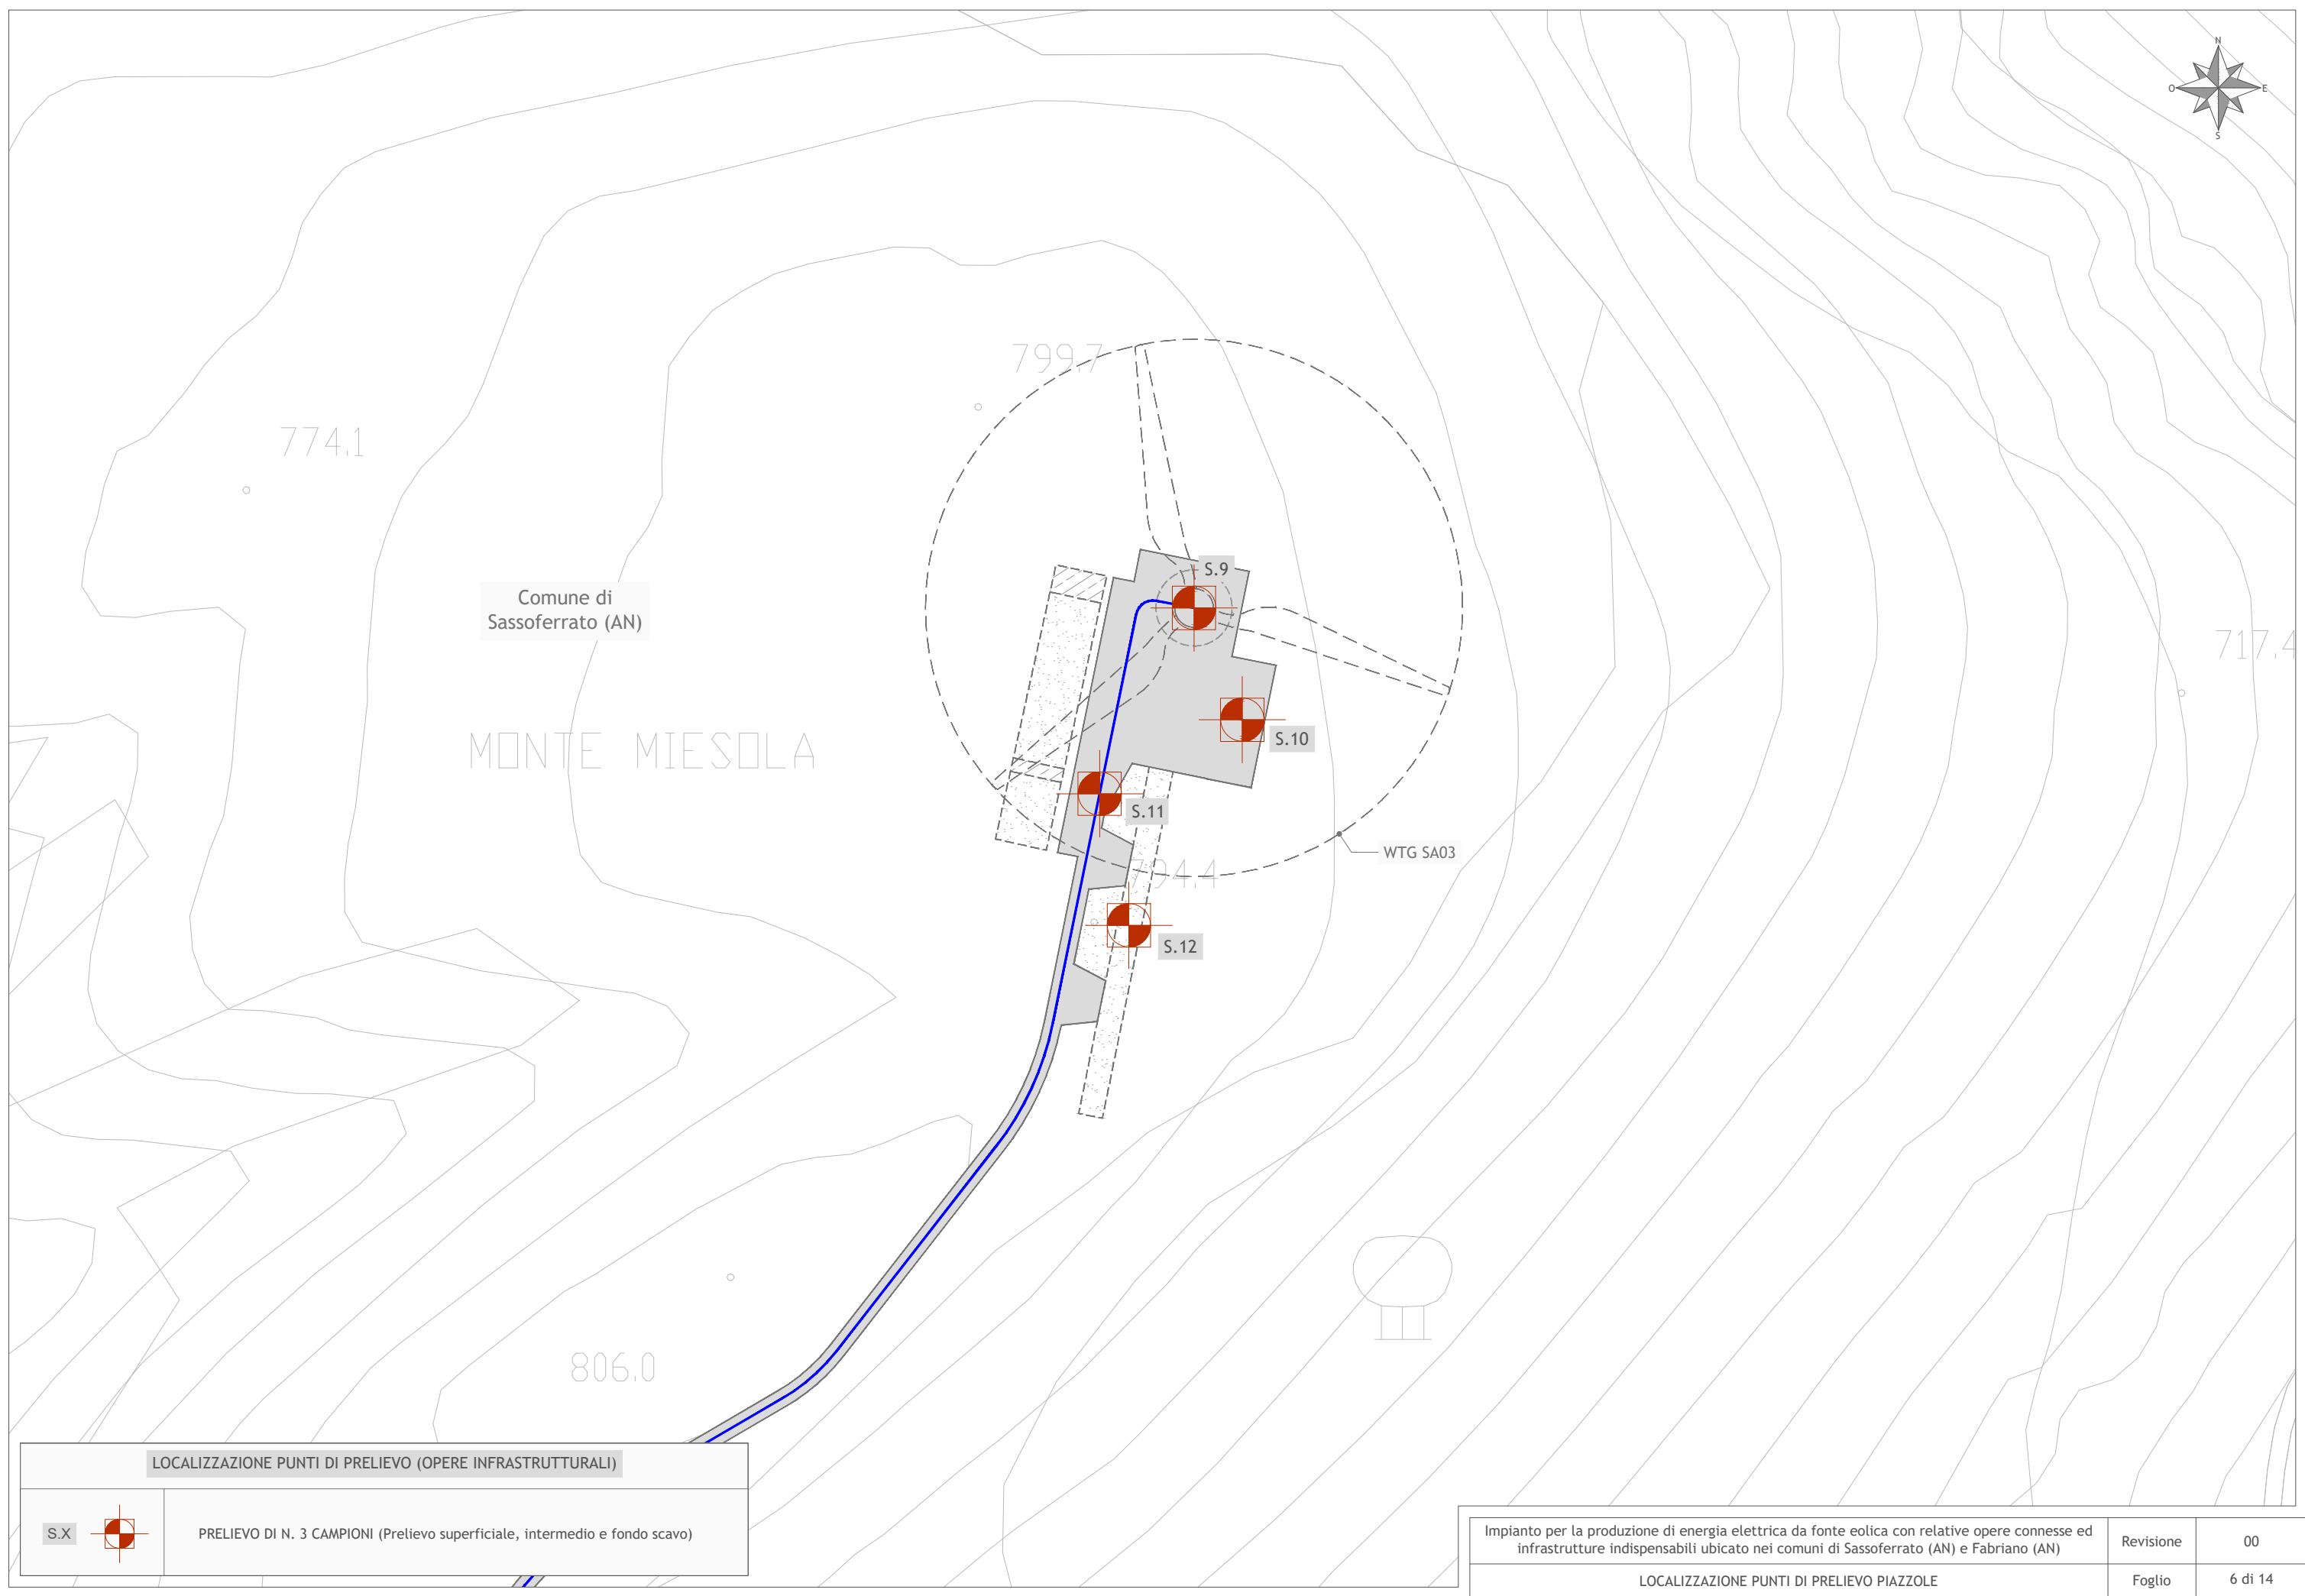 N
O
E
S
799.7
774.1
S.9
Comune di
Sassoferrato (AN)
717.4
MONTE MIESOLA
S.10
S.11
WTG SA03
794.4
S.12
806.0
LOCALIZZAZIONE PUNTI DI PRELIEVO (OPERE INFRASTRUTTURALI)
S.X
PRELIEVO DI N. 3 CAMPIONI (Prelievo superficiale, intermedio e fondo scavo)
Impianto per la produzione di energia elettrica da fonte eolica con relative opere connesse ed
infrastrutture indispensabili ubicato nei comuni di Sassoferrato (AN) e Fabriano (AN)
Revisione
00
LOCALIZZAZIONE PUNTI DI PRELIEVO PIAZZOLE
Foglio
6 di 14